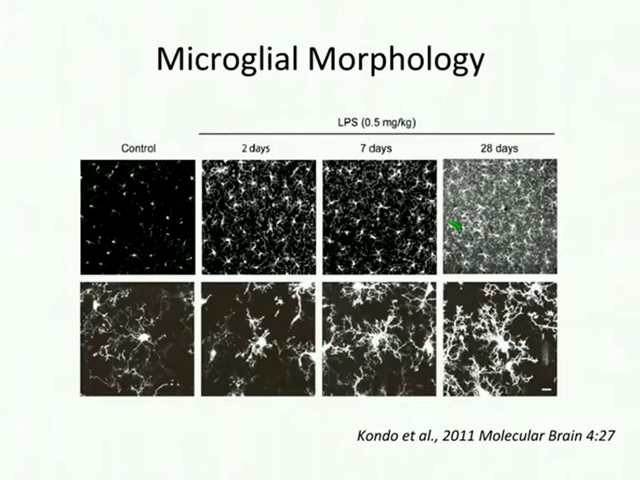 Microglial Morphology
LPS (0.5 mg/kg)
Control 2 days 7 days 28 days
Kondo et al., 2011 Molecular Brain 4:27